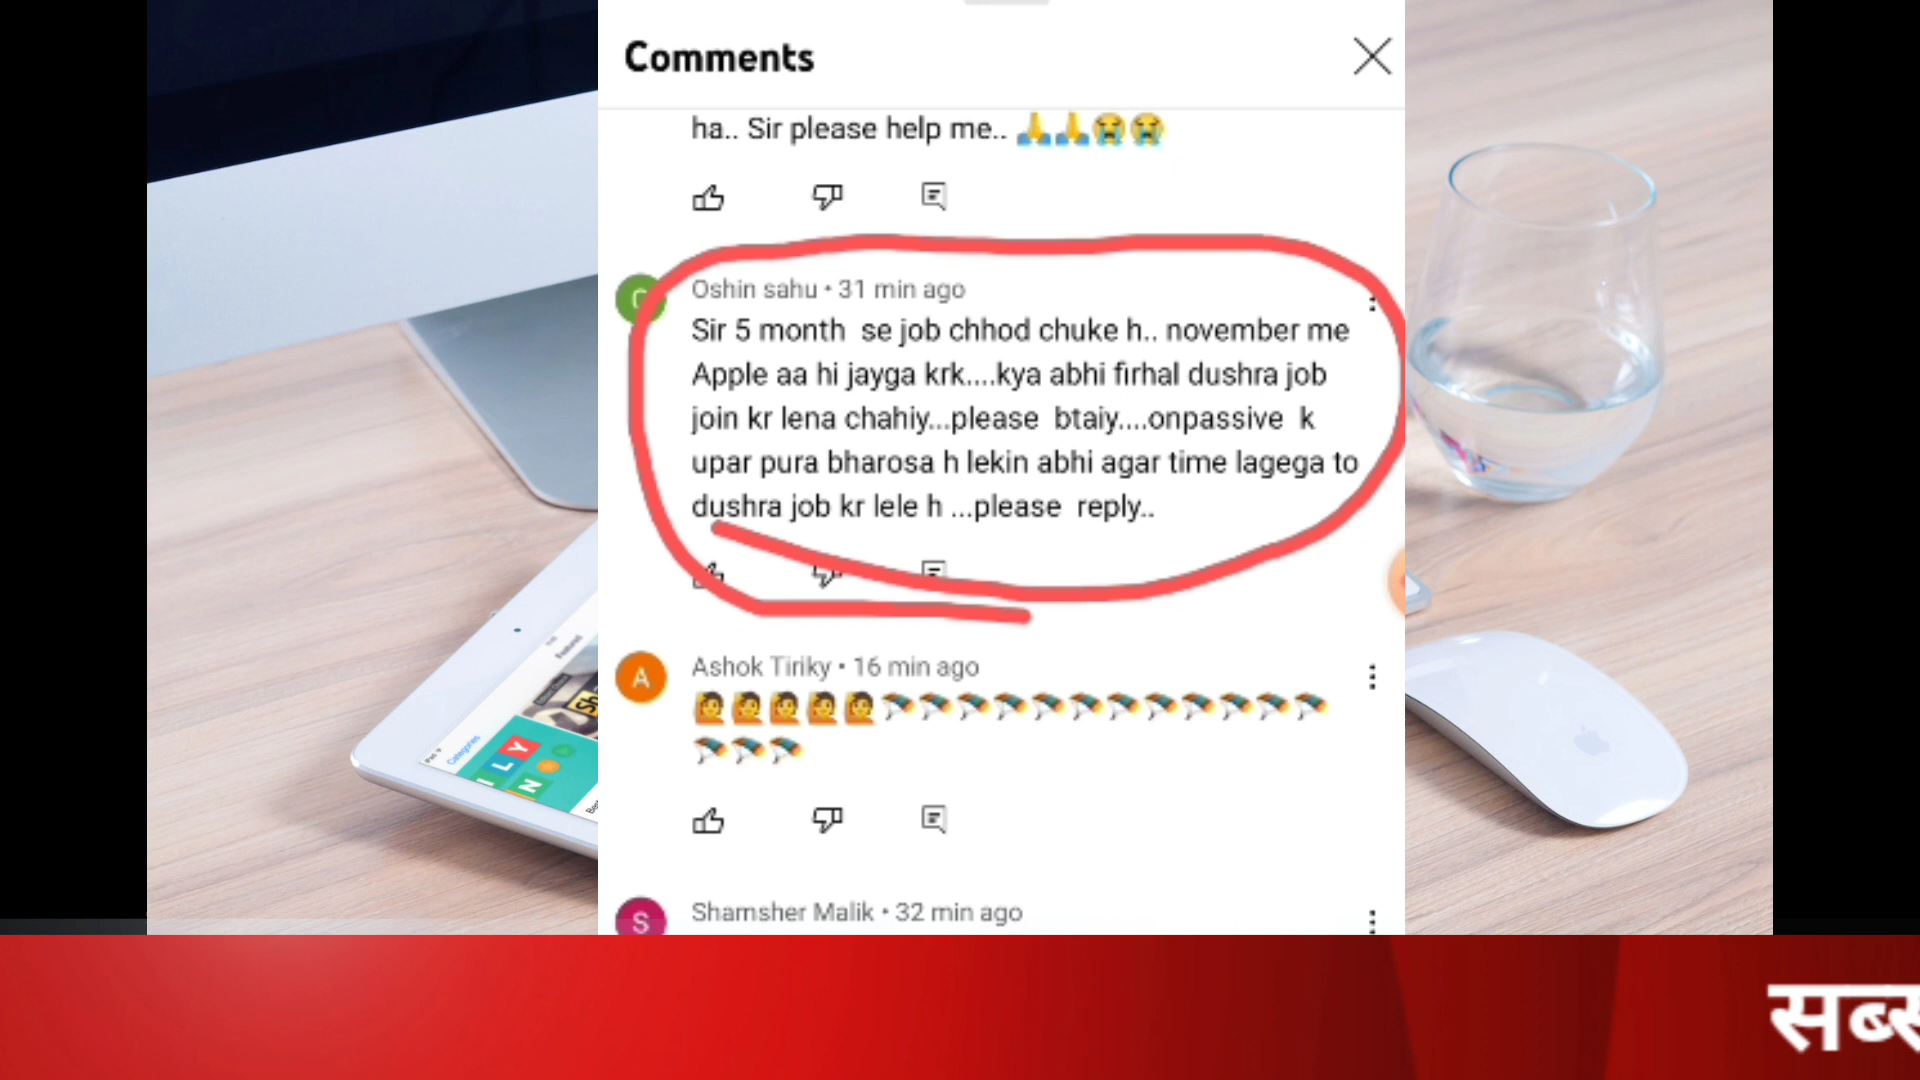 Comments
ha.. Sir please help me.. 🙏🙏😭😭
Oshin sahu • 31 min ago
Sir 5 month se job chhod chuke h.. november me
Apple aa hi jayga krk....kya abhi firhal dushra job
join kr lena chahiy...please btaiy....onpassive k
upar pura bharosa h lekin abhi agar time lagega to
dushra job kr lele h ...please reply..
A
Ashok Tiriky • 16 min ago
S
Shamsher Malik • 32 min ago
Featured
Categories